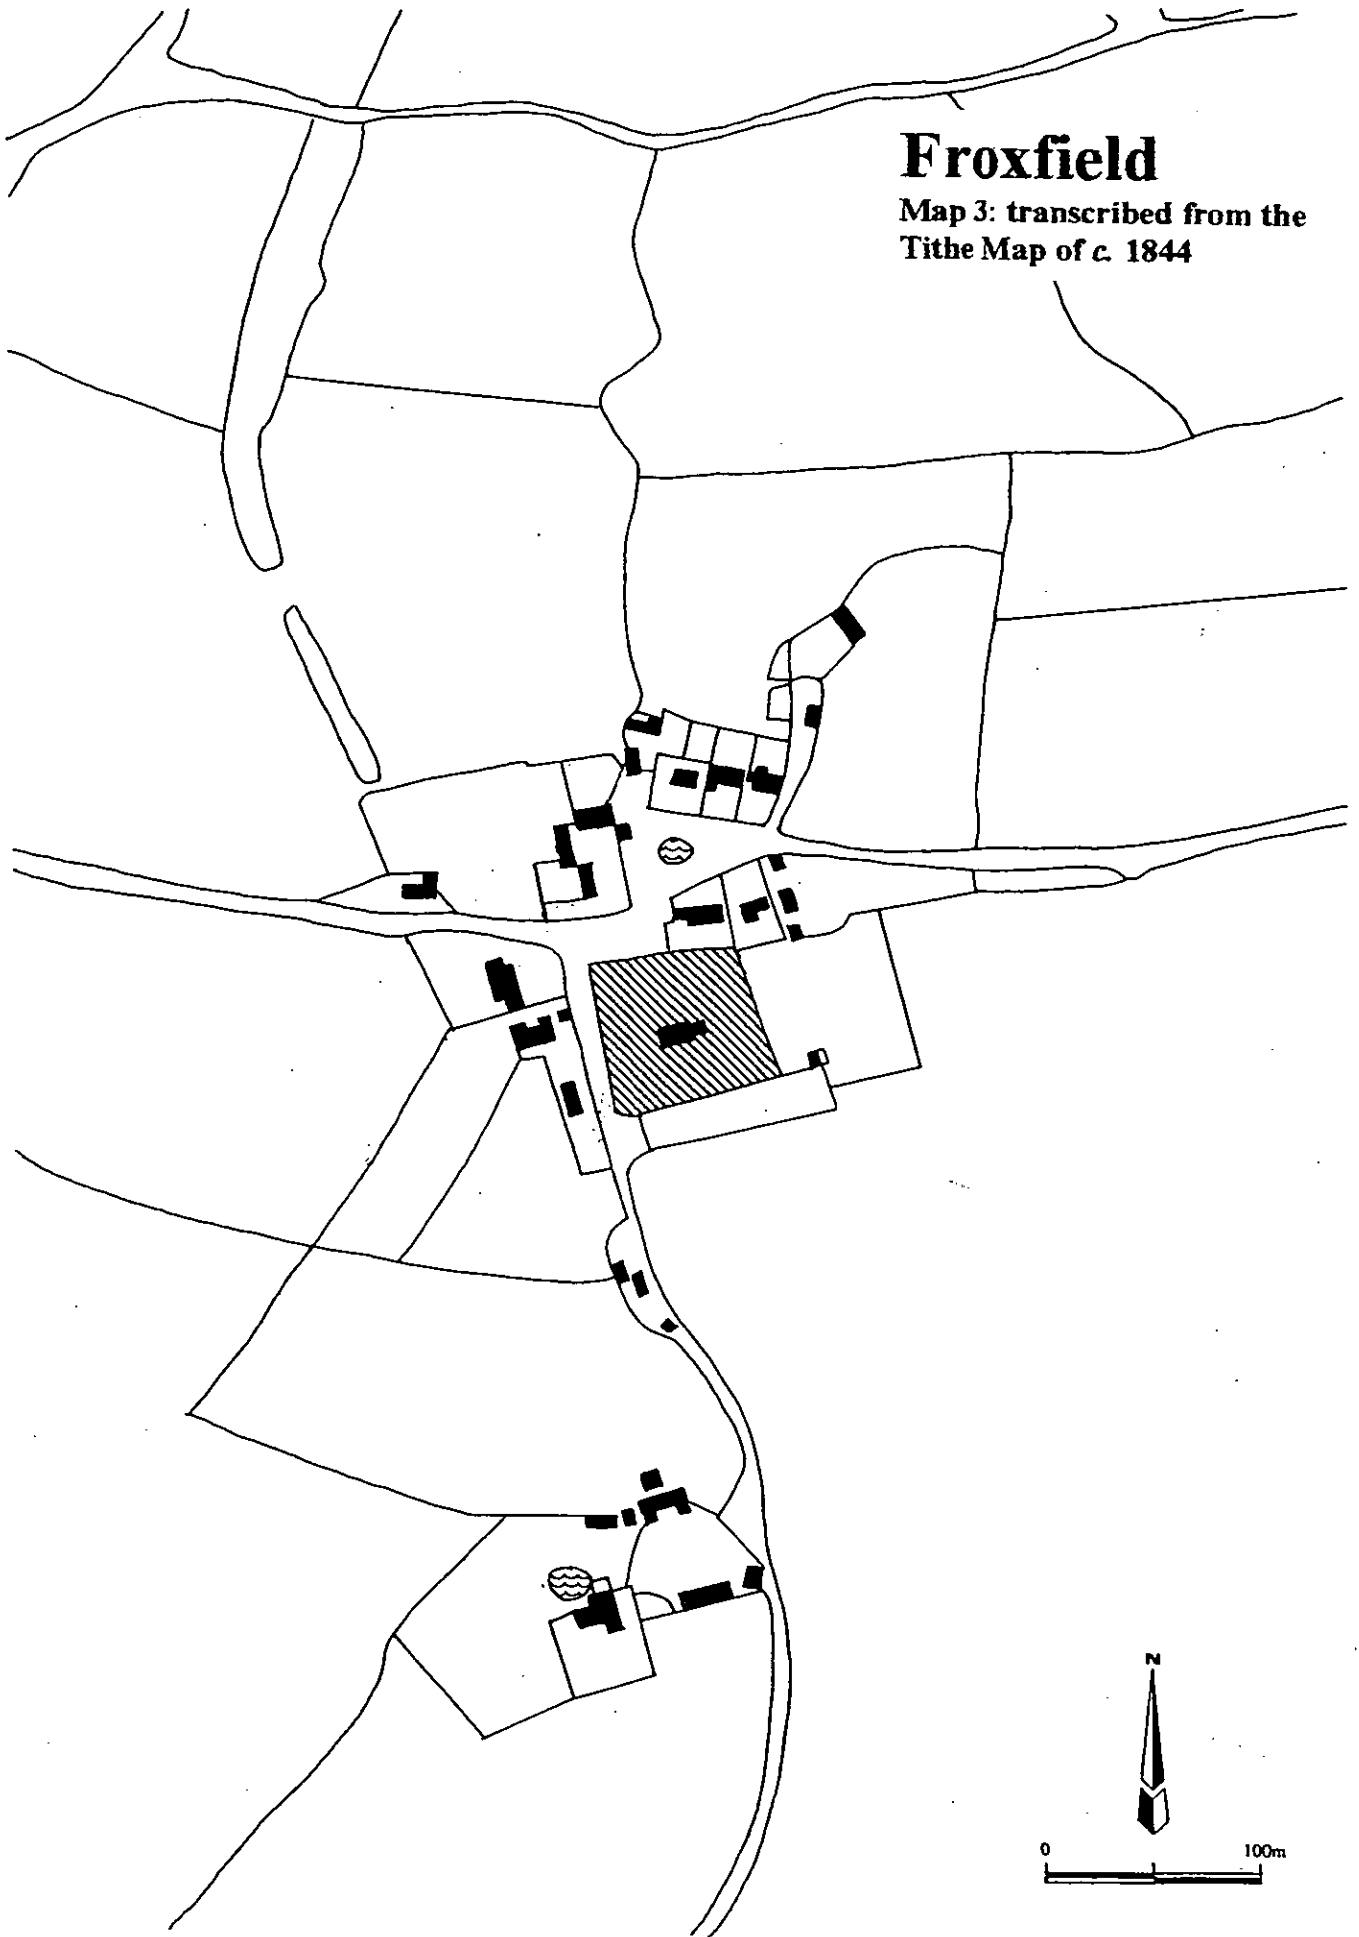 Froxfield
Map 3: transcribed from the
Tithe Map of c. 1844
N
0 100m